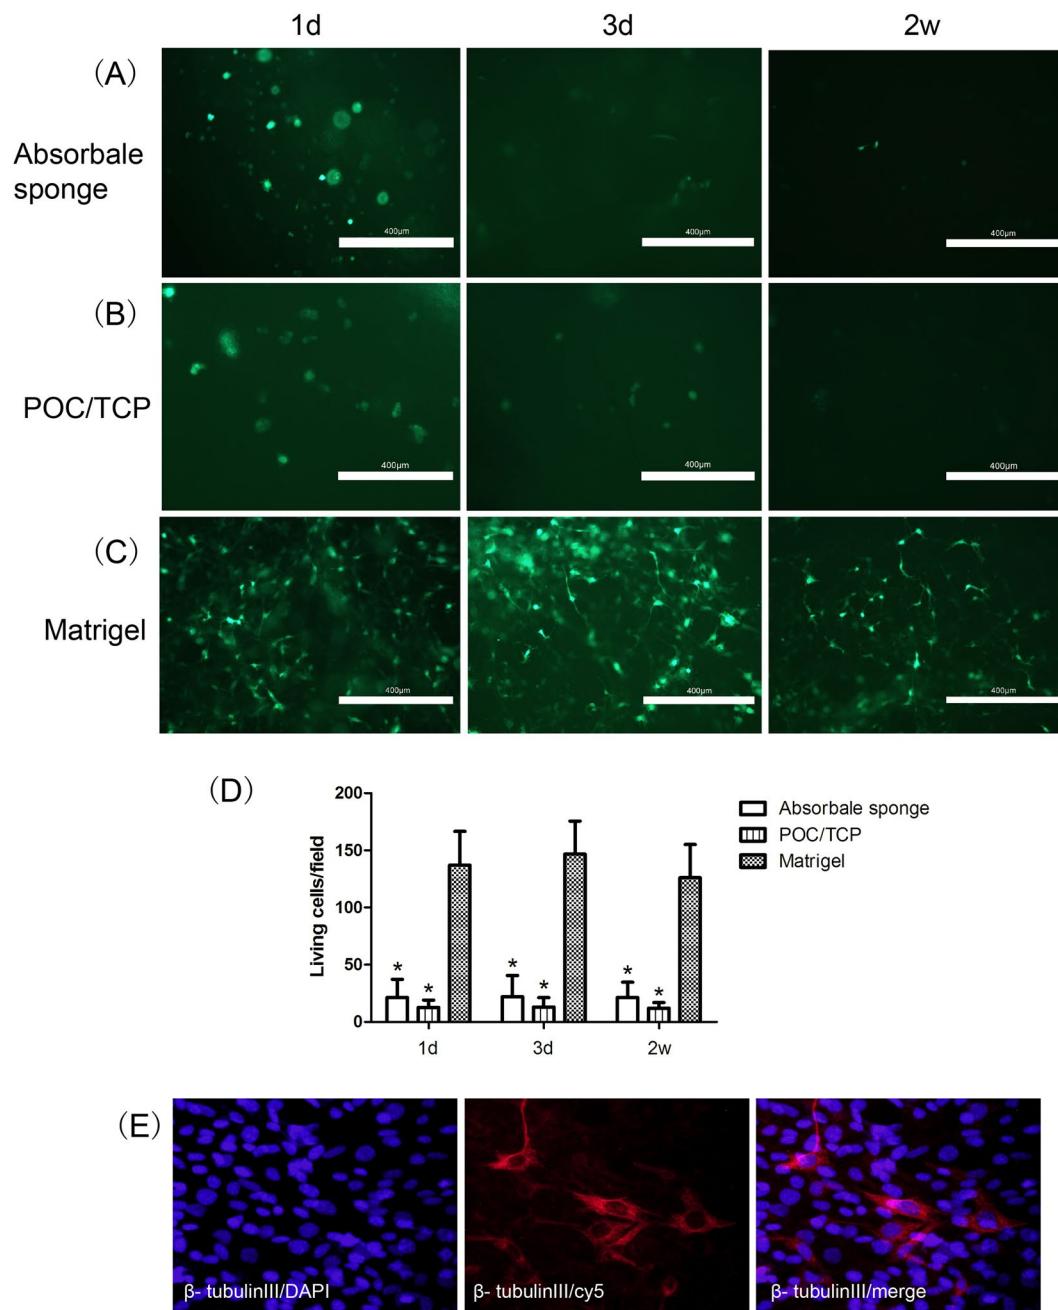 1d 3d 2w
(A)
Absorbale
sponge
400μm 400μm 400μm
(B)
POC/TCP
400μm 400μm 400μm
(C)
Matrigel
400μm 400μm 400μm
(D)
Living cells/field
200
150
100
50
0
* * * * * *
1d 3d 2w
Absorbale sponge
POC/TCP
Matrigel
(E)
β- tubulinIII/DAPI β- tubulinIII/cy5 β- tubulinIII/merge